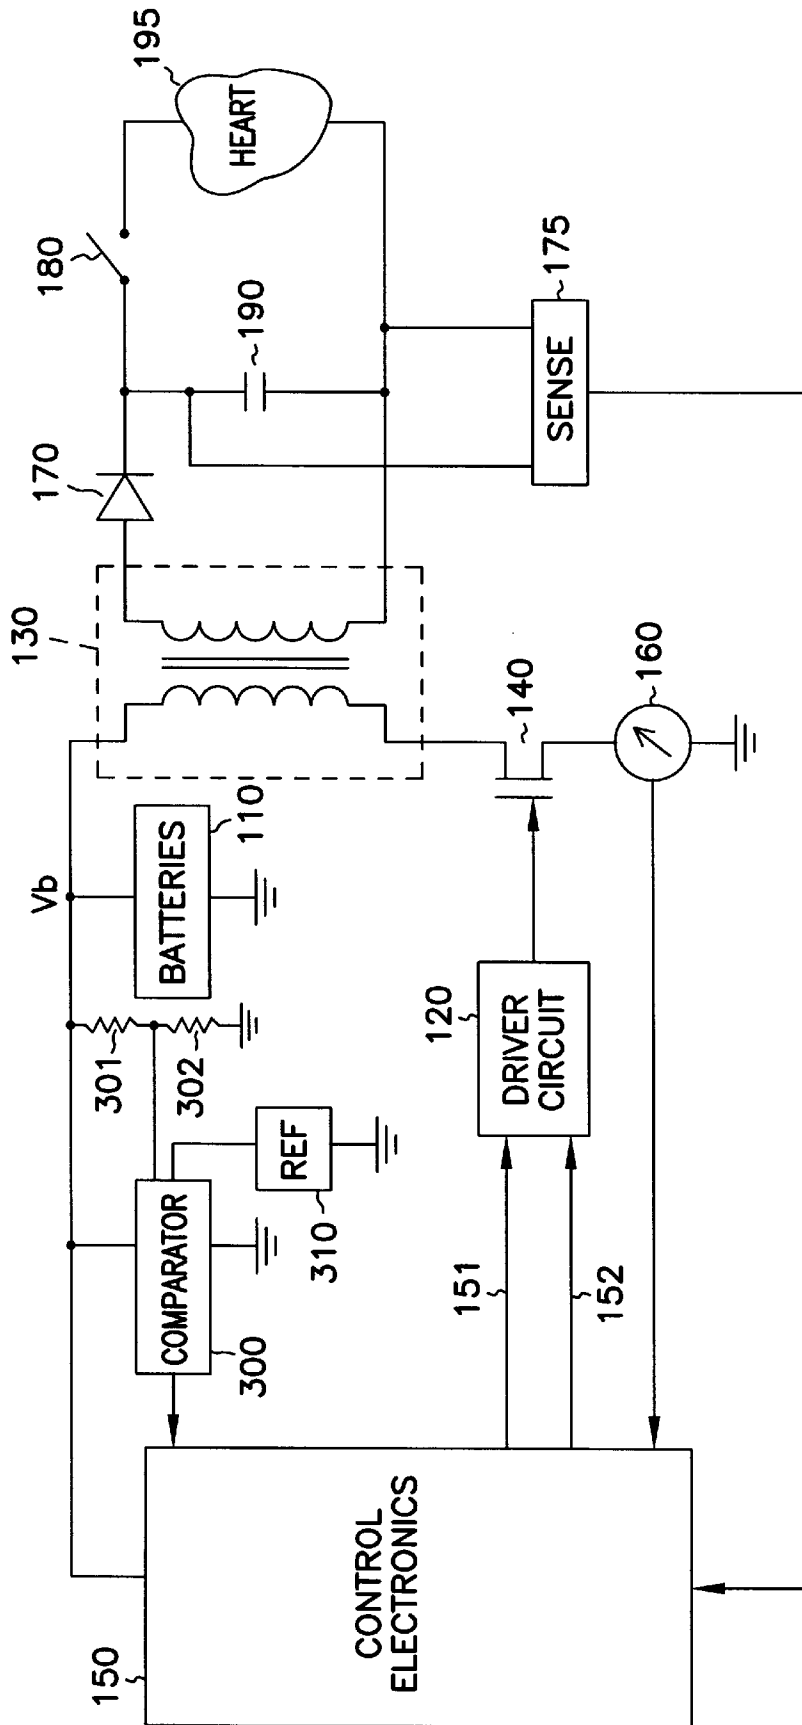 150
CONTROL
ELECTRONICS
COMPARATOR
300
REF
310
301
302
Vb
BATTERIES
110
130
170
180
190
HEART
195
SENSE
175
151
152
120
DRIVER
CIRCUIT
140
160